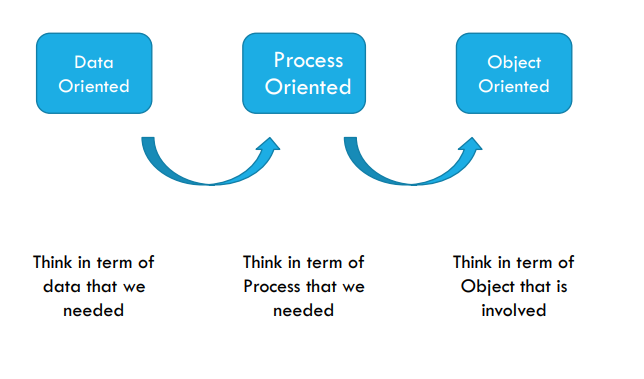 Data
Oriented
Process
Oriented
Object
Oriented
Think in term of
data that we
needed
Think in term of
Process that we
needed
Think in term of
Object that is
involved